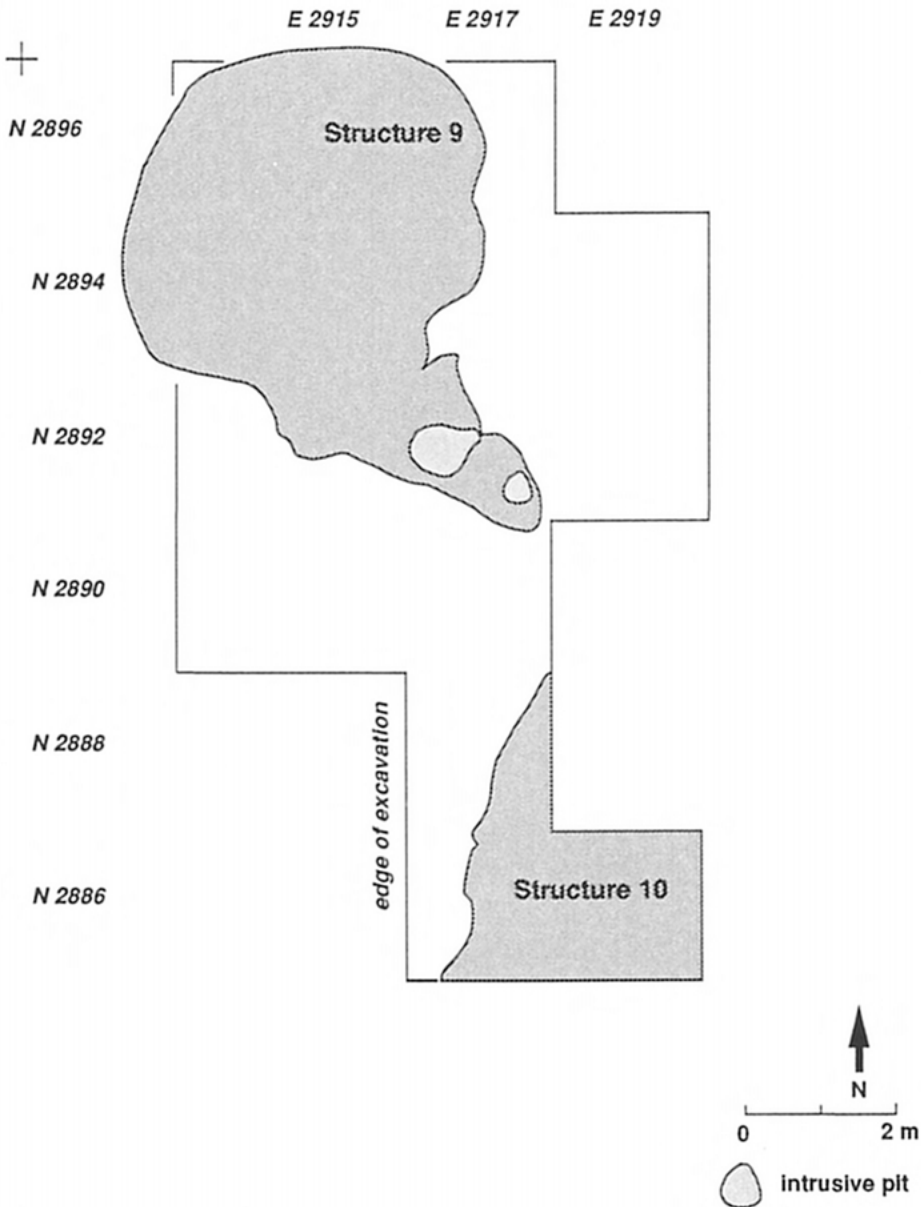 E 2915 E 2917 E 2919
N 2896
Structure 9
N 2894
N 2892
N 2890
N 2888
edge of excavation
N 2886
Structure 10
N
0 2 m
intrusive pit